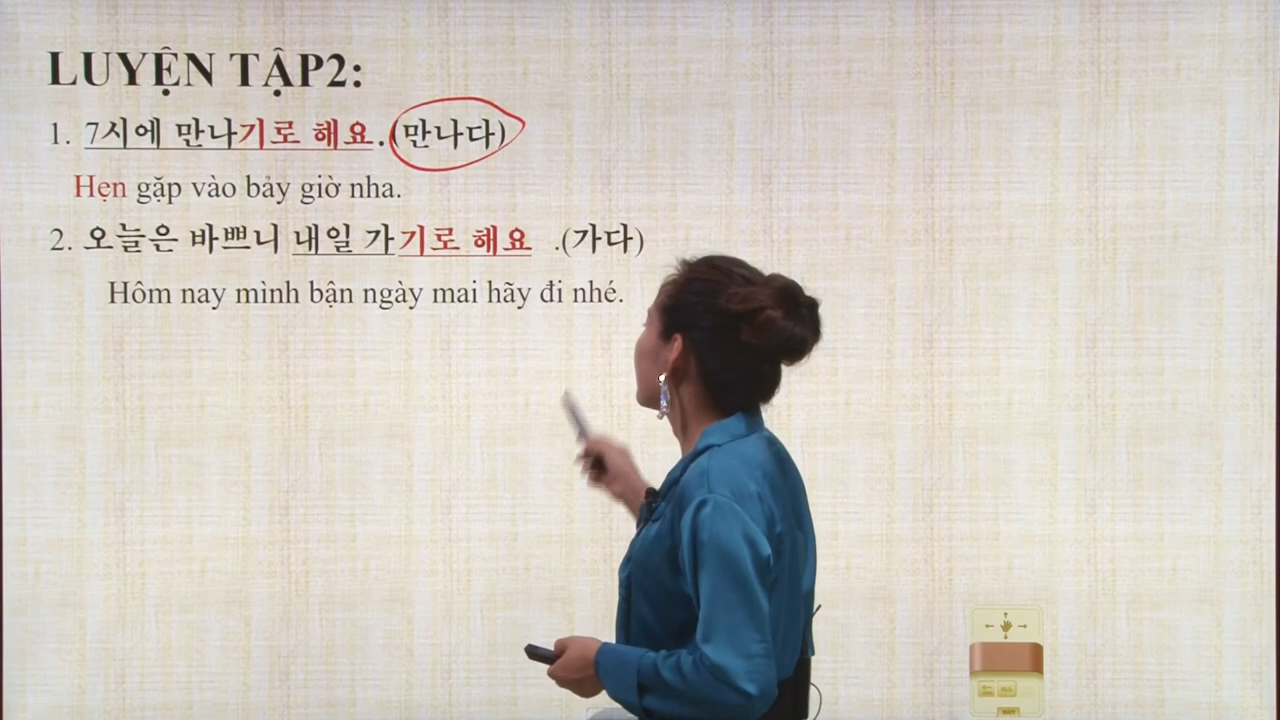 LUYỆN TẬP2:
1. 7시에 만나기로 해요.(만나다)
Hẹn gặp vào bảy giờ nha.
2. 오늘은 바쁘니 내일 가기로 해요 .(가다)
Hôm nay mình bận ngày mai hãy đi nhé.